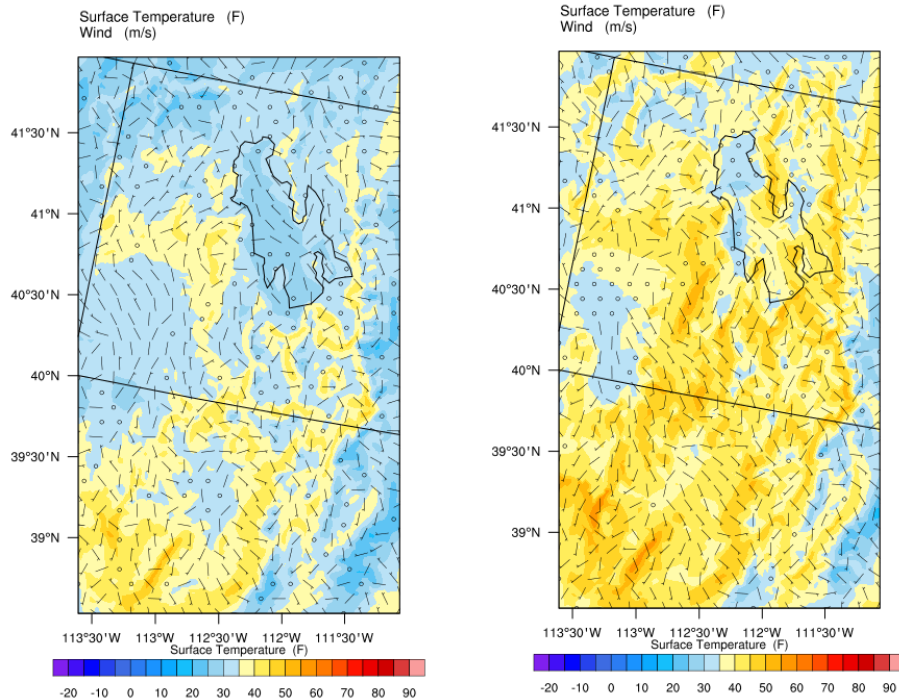 Surface Temperature (F)
Wind (m/s)
41°30'N
41°N
40°30'N
40°N
39°30'N
39°N
113°30'W 113°W 112°30'W 112°W 111°30'W
Surface Temperature (F)
-20 -10 0 10 20 30 40 50 60 70 80 90
Surface Temperature (F)
Wind (m/s)
41°30'N
41°N
40°30'N
40°N
39°30'N
39°N
113°30'W 113°W 112°30'W 112°W 111°30'W
Surface Temperature (F)
-20 -10 0 10 20 30 40 50 60 70 80 90